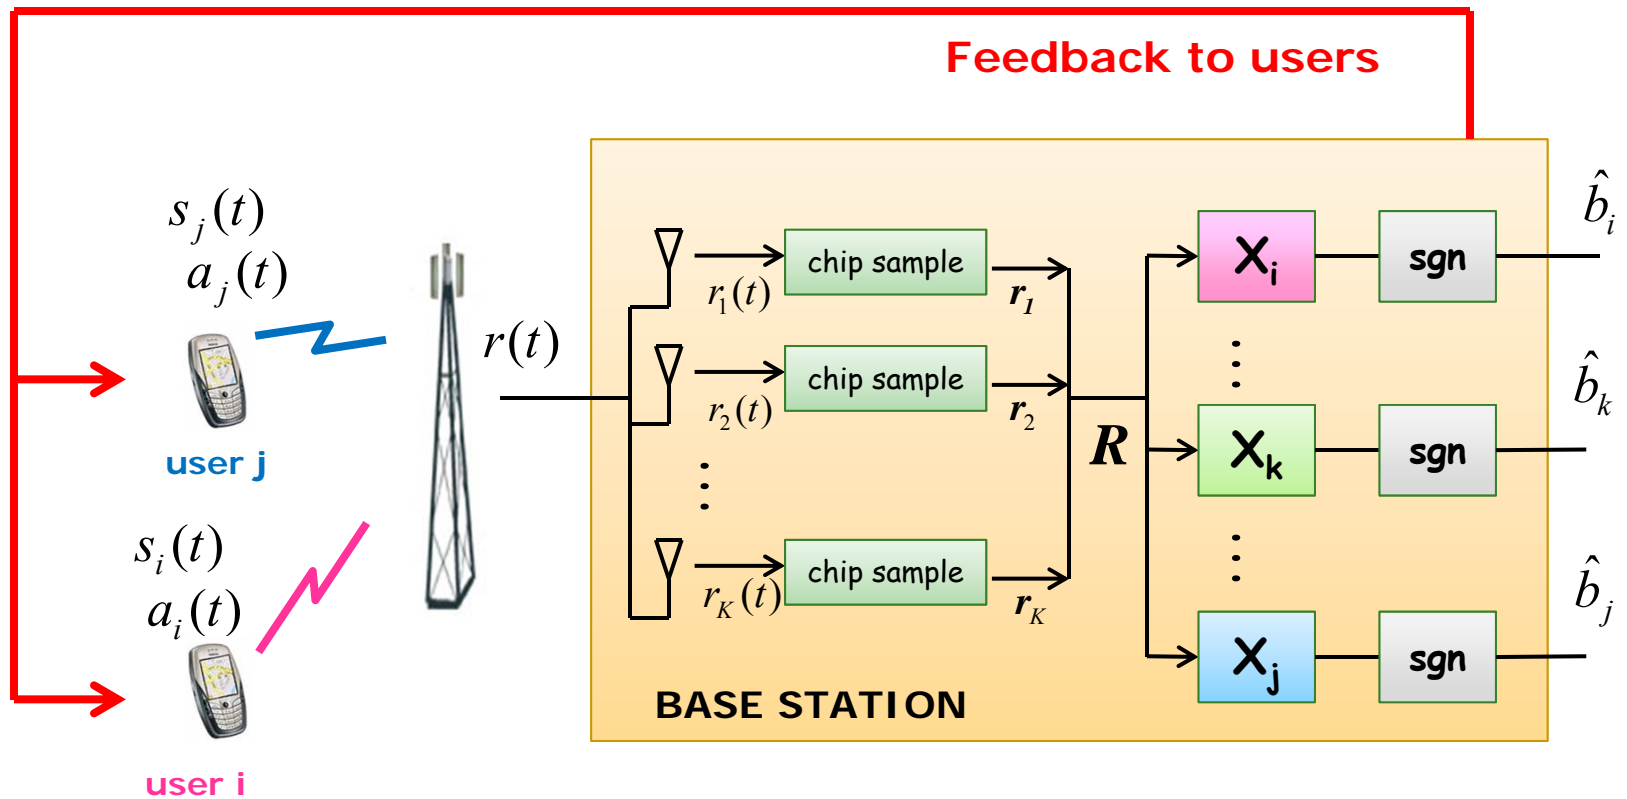 Feedback to users
s_j(t)
a_j(t)
user j
s_i(t)
a_i(t)
user i
r(t)
r_1(t)
chip sample
r_1
r_2(t)
chip sample
r_2
⋮
r_K(t)
chip sample
r_K
R
BASE STATION
X_i
sgn
b̂_i
⋮
X_k
sgn
b̂_k
⋮
X_j
sgn
b̂_j